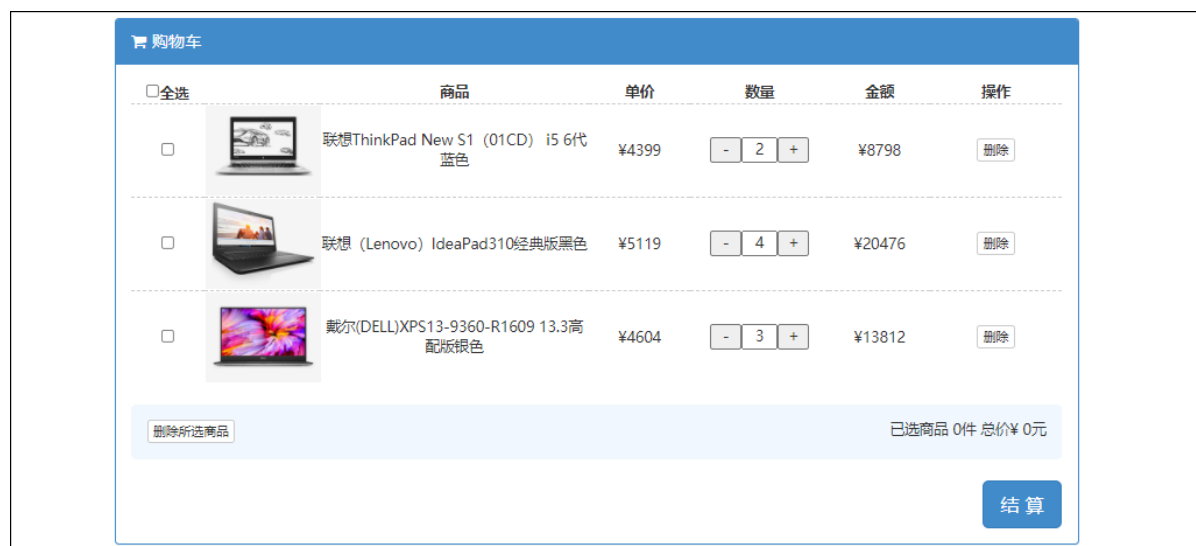 购物车
全选 商品 单价 数量 金额 操作
联想ThinkPad New S1（01CD） i5 6代
蓝色
¥4399 - 2 + ¥8798 删除
联想（Lenovo）IdeaPad310经典版黑色 ¥5119 - 4 + ¥20476 删除
戴尔(DELL)XPS13-9360-R1609 13.3高
配版银色
¥4604 - 3 + ¥13812 删除
删除所选商品 已选商品 0件 总价¥ 0元
结 算